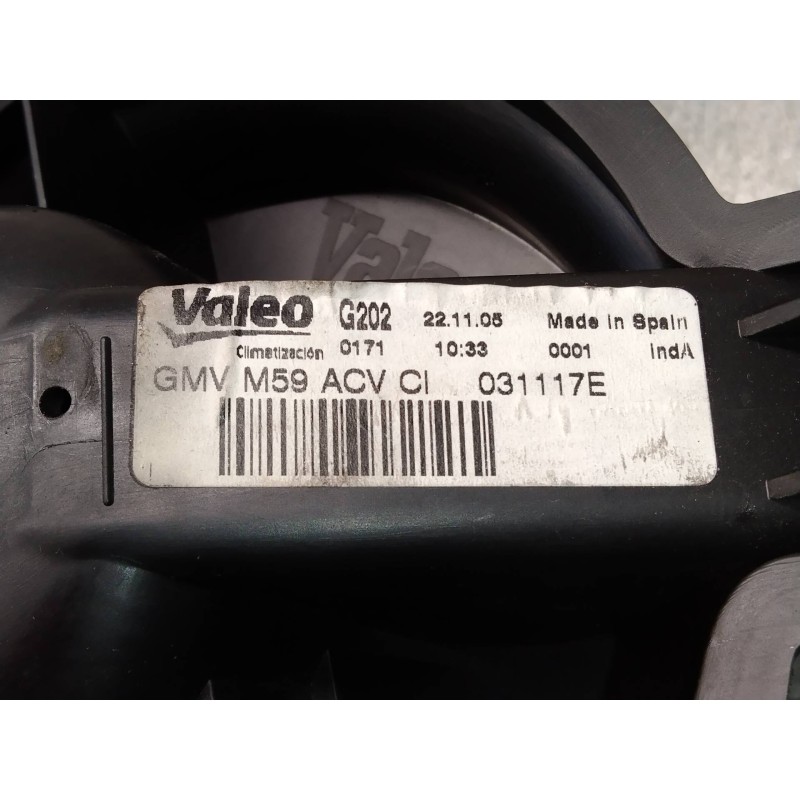 Valeo
Valeo G202 22.11.05 Made in Spain
Climatización 0171 10:33 0001 indA
GMV M59 ACV CI 031117E